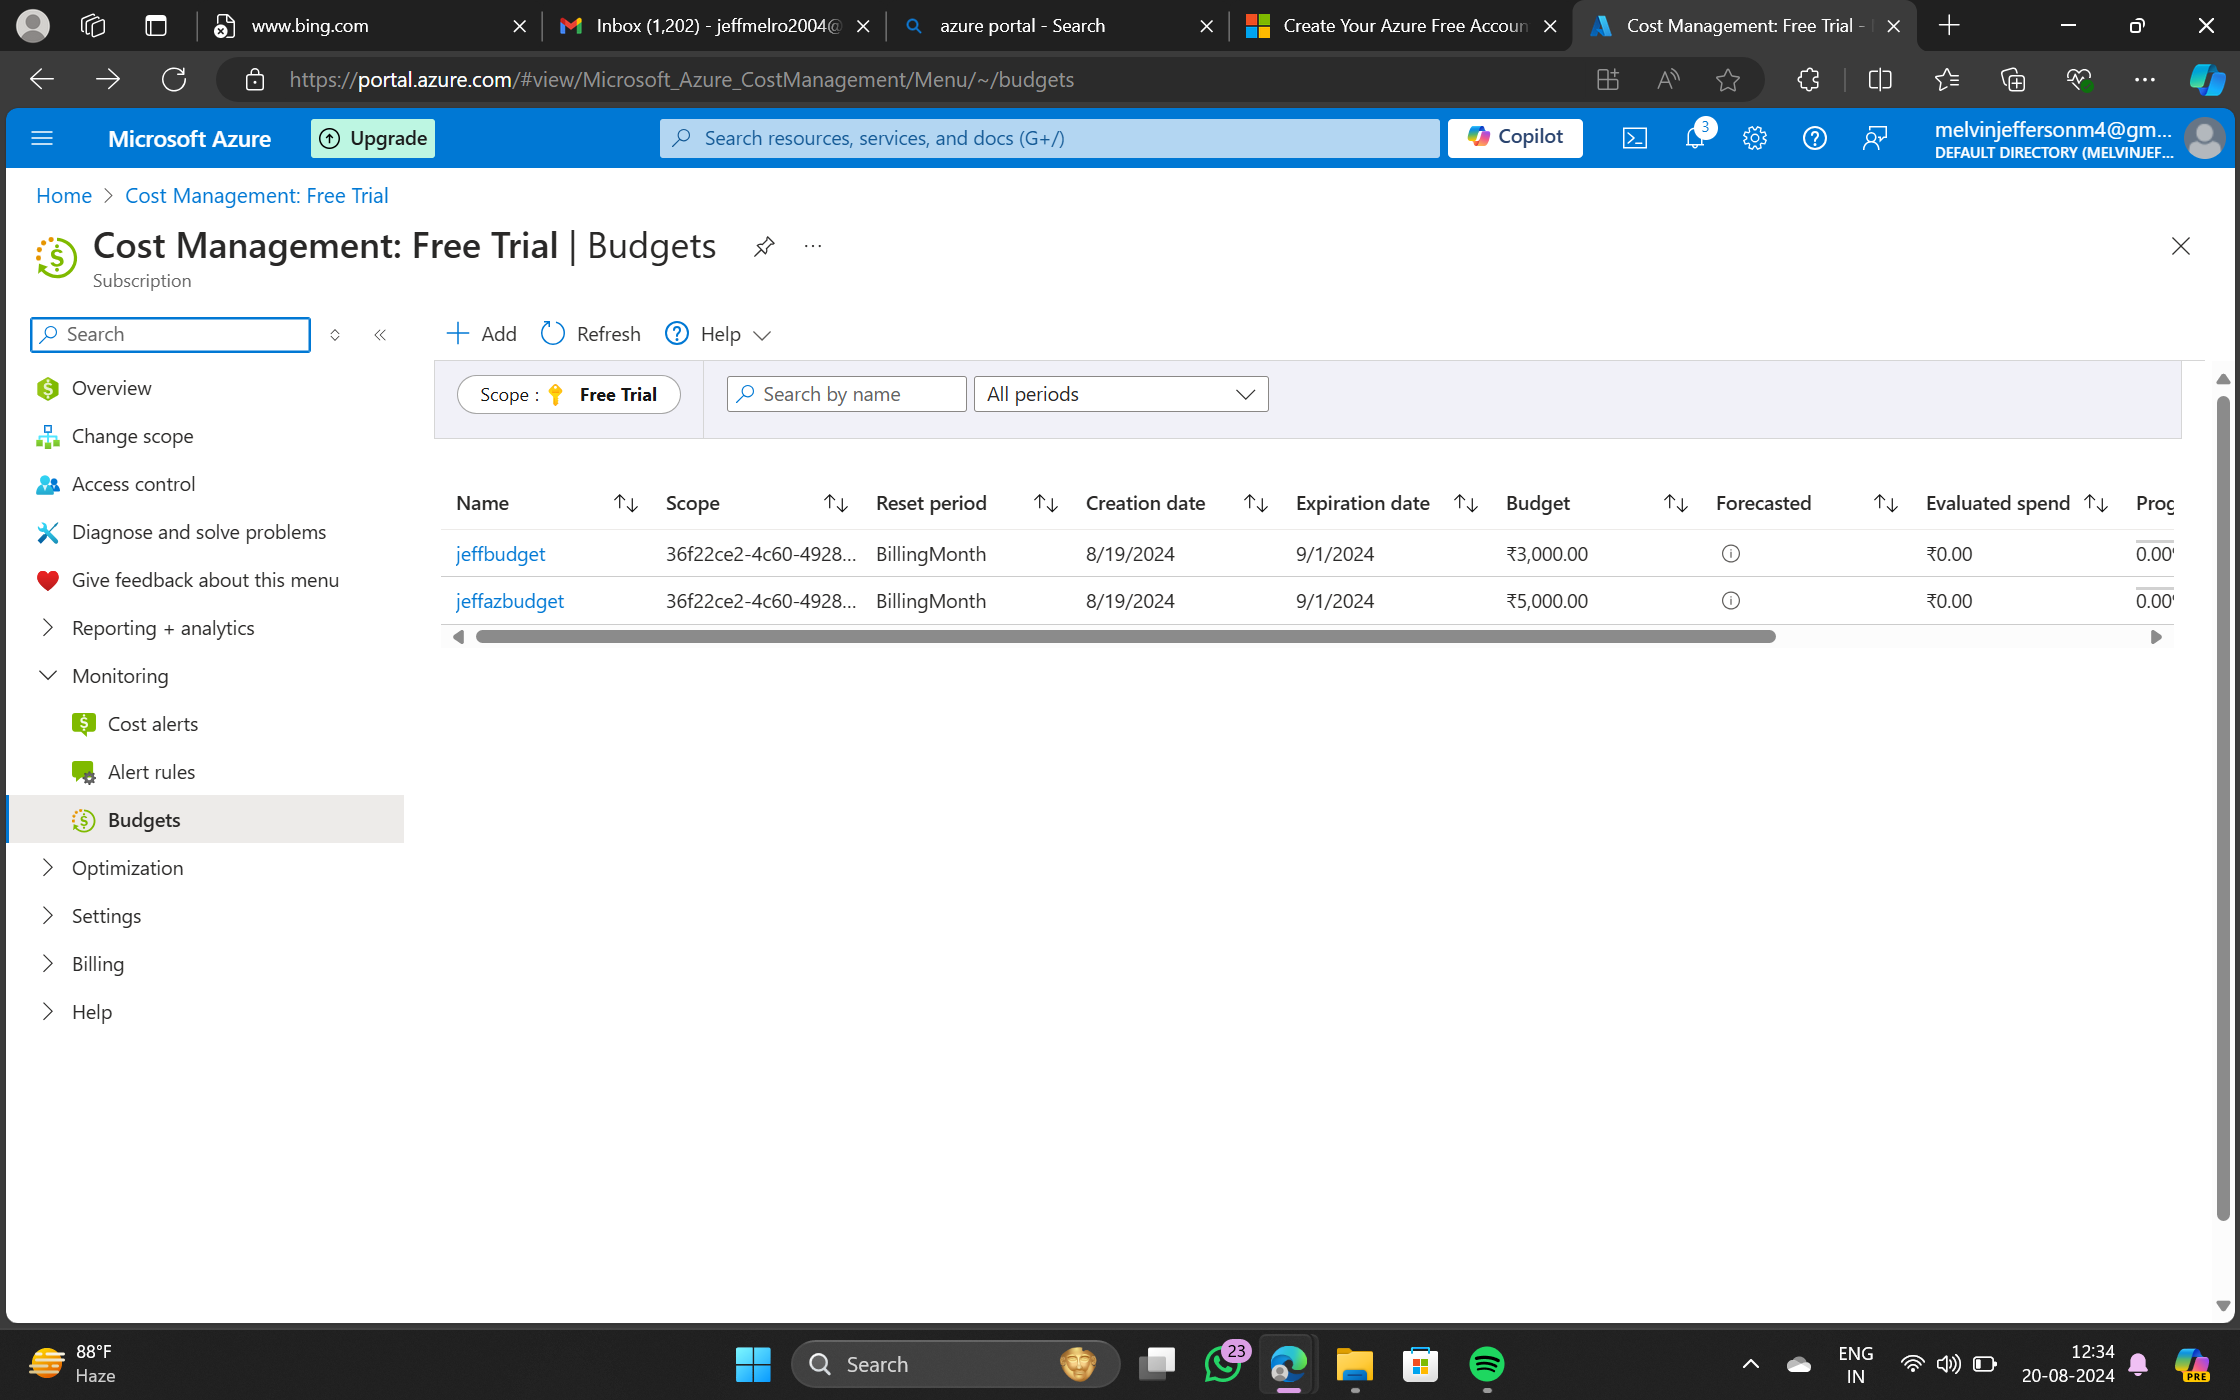 www.bing.com
Inbox (1,202) - jeffmelro2004@
azure portal - Search
Create Your Azure Free Accoun
Cost Management: Free Trial -
https://portal.azure.com/#view/Microsoft_Azure_CostManagement/Menu/~/budgets
Microsoft Azure
Upgrade
Search resources, services, and docs (G+/)
Copilot
3
melvinjeffersonm4@gm...
DEFAULT DIRECTORY (MELVINJEF...
Home > Cost Management: Free Trial
Cost Management: Free Trial | Budgets
...
Subscription
Search
Add
Refresh
Help
Scope : Free Trial
Search by name
All periods
Overview
Change scope
Access control
Diagnose and solve problems
Give feedback about this menu
Reporting + analytics
Monitoring
Cost alerts
Alert rules
Budgets
Optimization
Settings
Billing
Help
Name Scope Reset period Creation date Expiration date Budget Forecasted Evaluated spend Prog
jeffbudget 36f22ce2-4c60-4928... BillingMonth 8/19/2024 9/1/2024 ₹3,000.00 ₹0.00 0.00%
jeffazbudget 36f22ce2-4c60-4928... BillingMonth 8/19/2024 9/1/2024 ₹5,000.00 ₹0.00 0.00%
88°F
Haze
Search
23
ENG
IN
12:34
20-08-2024
PRE